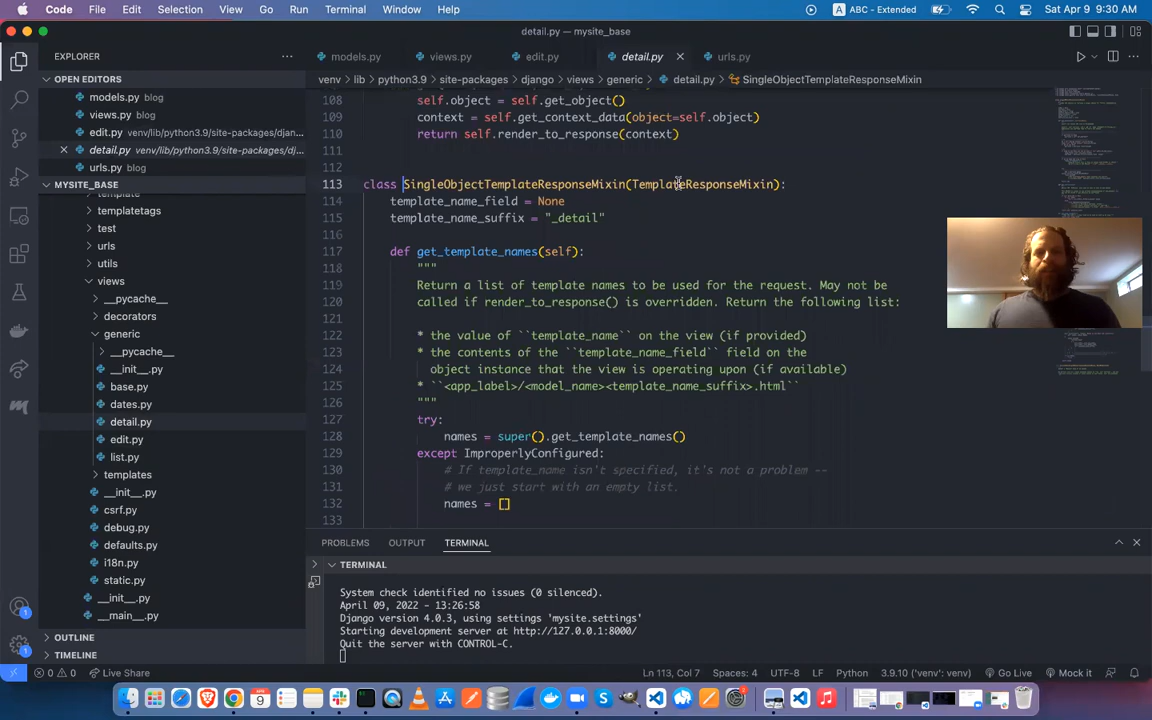 Code File Edit Selection View Go Run Terminal Window Help
A ABC - Extended Sat Apr 9 9:30 AM
detail.py — mysite_base
EXPLORER
models.py views.py edit.py detail.py urls.py
OPEN EDITORS
venv > lib > python3.9 > site-packages > django > views > generic > detail.py > SingleObjectTemplateResponseMixin
models.py blog
views.py blog
edit.py venv/lib/python3.9/site-packages/djan...
detail.py venv/lib/python3.9/site-packages/dj...
urls.py blog
MYSITE_BASE
templatetags
test
urls
utils
views
__pycache__
decorators
generic
__pycache__
__init__.py
base.py
dates.py
detail.py
edit.py
list.py
templates
__init__.py
csrf.py
debug.py
defaults.py
i18n.py
static.py
__init__.py
__main__.py
OUTLINE
TIMELINE
108 self.object = self.get_object()
109 context = self.get_context_data(object=self.object)
110 return self.render_to_response(context)
111
112
113 class SingleObjectTemplateResponseMixin(TemplateResponseMixin):
114 template_name_field = None
115 template_name_suffix = "_detail"
116
117 def get_template_names(self):
118 """
119 Return a list of template names to be used for the request. May not be
120 called if render_to_response() is overridden. Return the following list:
121
122 * the value of ``template_name`` on the view (if provided)
123 * the contents of the ``template_name_field`` field on the
124 object instance that the view is operating upon (if available)
125 * ``<app_label>/<model_name><template_name_suffix>.html``
126 """
127 try:
128 names = super().get_template_names()
129 except ImproperlyConfigured:
130 # If template_name isn't specified, it's not a problem --
131 # we just start with an empty list.
132 names = []
133
PROBLEMS OUTPUT TERMINAL
TERMINAL
System check identified no issues (0 silenced).
April 09, 2022 - 13:26:58
Django version 4.0.3, using settings 'mysite.settings'
Starting development server at http://127.0.0.1:8000/
Quit the server with CONTROL-C.
0 0 Live Share Ln 113, Col 7 Spaces: 4 UTF-8 LF Python 3.9.10 ('venv': venv) Go Live Mock it